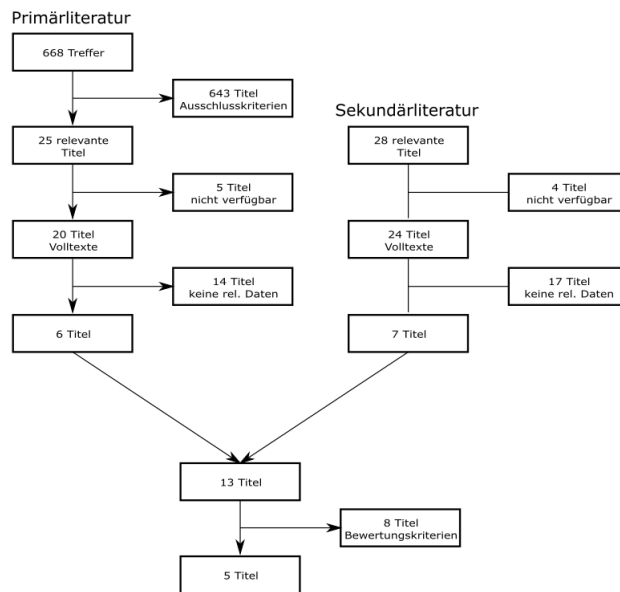 Primärliteratur
668 Treffer
643 Titel
Ausschlusskriterien
25 relevante
Titel
5 Titel
nicht verfügbar
20 Titel
Volltexte
14 Titel
keine rel. Daten
6 Titel
Sekundärliteratur
28 relevante
Titel
4 Titel
nicht verfügbar
24 Titel
Volltexte
17 Titel
keine rel. Daten
7 Titel
13 Titel
8 Titel
Bewertungskriterien
5 Titel